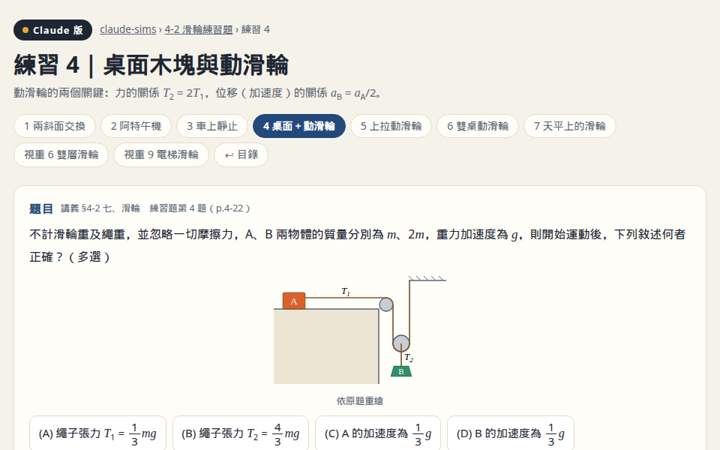 Claude 版 claude-sims › 4-2 滑輪練習題 › 練習 4
練習 4｜桌面木塊與動滑輪
動滑輪的兩個關鍵：力的關係 T₂ = 2T₁，位移（加速度）的關係 a_B = a_A/2。
1 兩斜面交換 2 阿特午機 3 車上靜止 4 桌面 + 動滑輪 5 上拉動滑輪 6 雙桌動滑輪 7 天平上的滑輪
視重 6 雙層滑輪 視重 9 電梯滑輪 ↩ 目錄
題目 講義 §4-2 七、滑輪 練習題第 4 題（p.4-22）
不計滑輪重及繩重，並忽略一切摩擦力，A、B 兩物體的質量分別為 m、2m，重力加速度為 g，則開始運動後，下列敘述何者
正確？（多選）
T₁
A
T₂
B
依原題重繪
(A) 繩子張力 T₁ = 1/3 mg (B) 繩子張力 T₂ = 4/3 mg (C) A 的加速度為 1/3 g (D) B 的加速度為 1/3 g